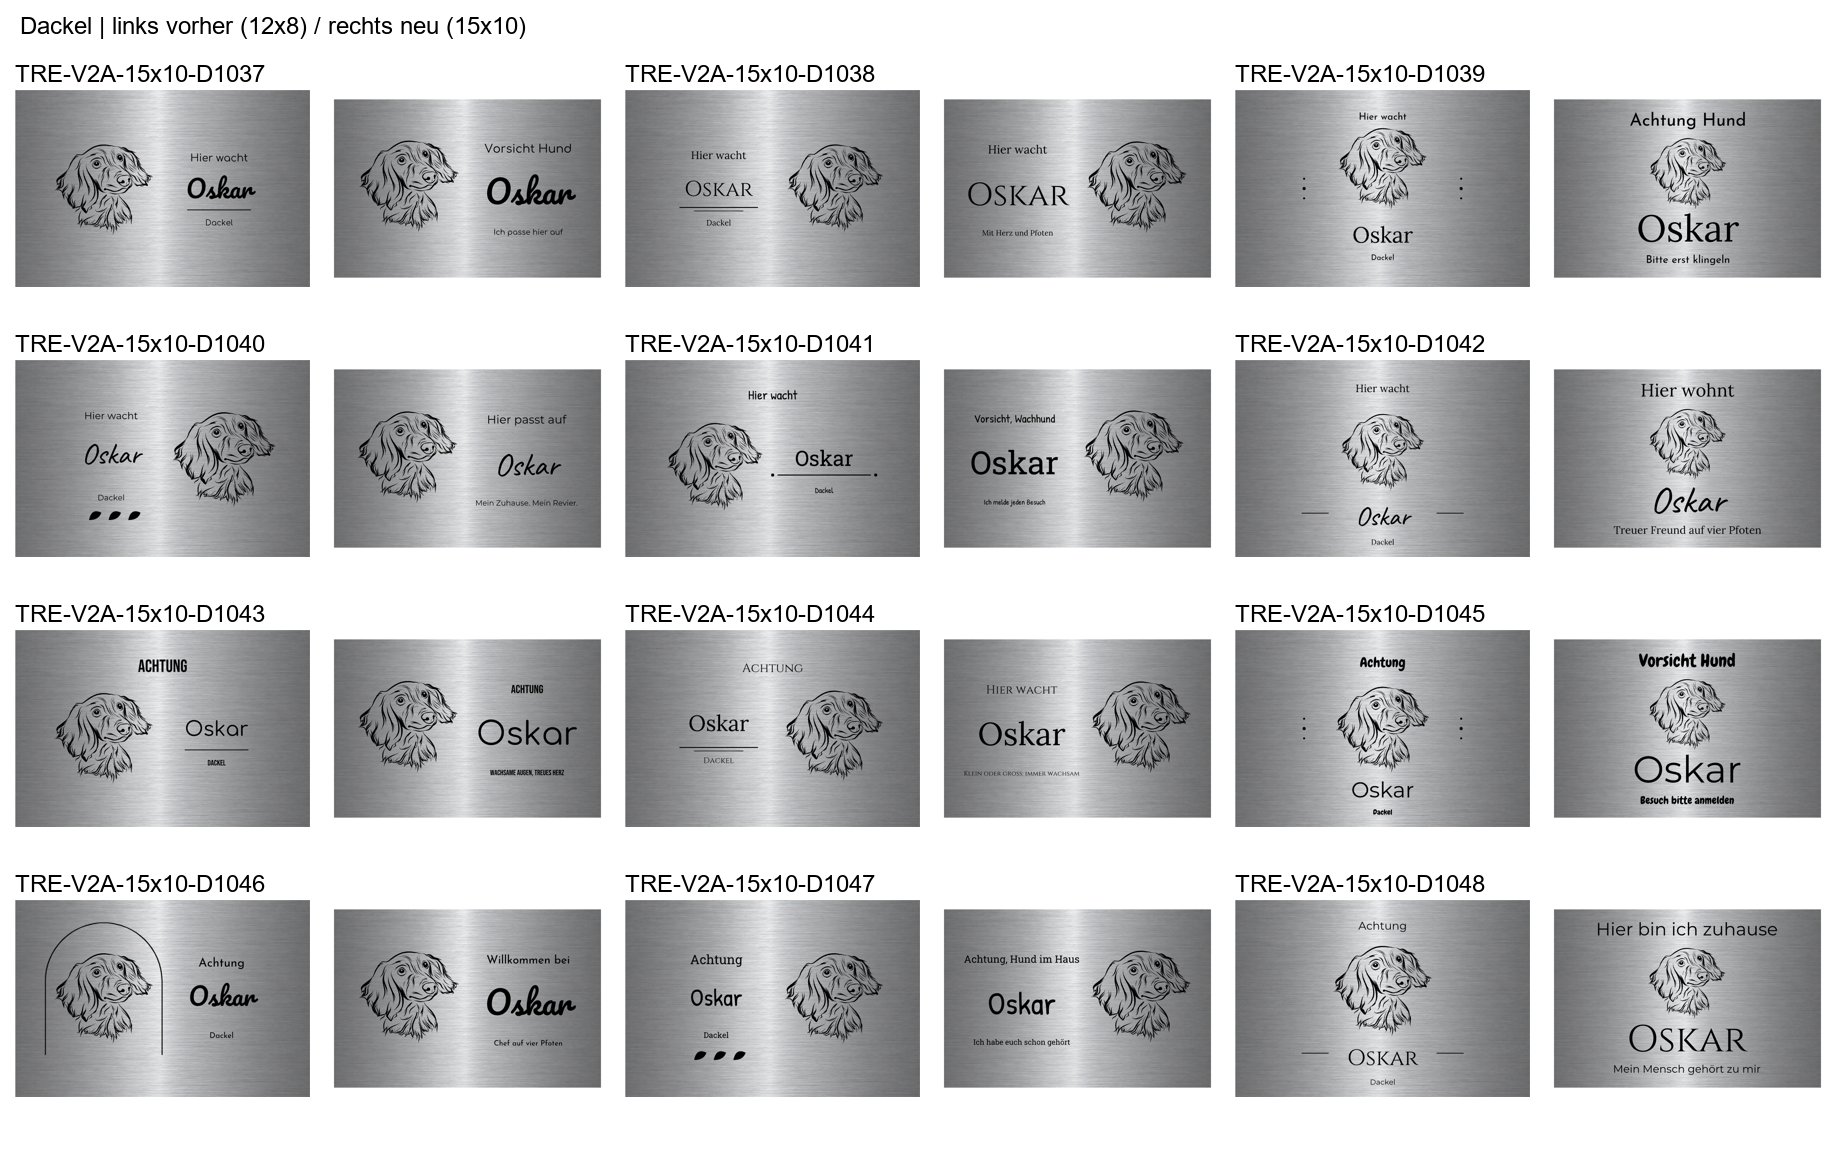 Dackel | links vorher (12x8) / rechts neu (15x10)
TRE-V2A-15x10-D1037
Hier wacht
Oskar
Dackel
Vorsicht Hund
Oskar
Ich passe hier auf
TRE-V2A-15x10-D1038
Hier wacht
Oskar
Dackel
Hier wacht
Oskar
Mit Herz und Pfoten
TRE-V2A-15x10-D1039
Hier wacht
Oskar
Dackel
Achtung Hund
Oskar
Bitte erst klingeln
TRE-V2A-15x10-D1040
Hier wacht
Oskar
Dackel
Hier passt auf
Oskar
Mein Zuhause. Mein Revier.
TRE-V2A-15x10-D1041
Hier wacht
Oskar
Dackel
Vorsicht, Wachhund
Oskar
Ich melde jeden Besuch
TRE-V2A-15x10-D1042
Hier wacht
Oskar
Dackel
Hier wohnt
Oskar
Treuer Freund auf vier Pfoten
TRE-V2A-15x10-D1043
ACHTUNG
Oskar
DACKEL
ACHTUNG
Oskar
WACHSAME AUGEN, TREUES HERZ
TRE-V2A-15x10-D1044
Achtung
Oskar
Dackel
Hier wacht
Oskar
Klein oder gross, immer wachsam
TRE-V2A-15x10-D1045
Achtung
Oskar
Dackel
Vorsicht Hund
Oskar
Besuch bitte anmelden
TRE-V2A-15x10-D1046
Achtung
Oskar
Dackel
Willkommen bei
Oskar
Chef auf vier Pfoten
TRE-V2A-15x10-D1047
Achtung
Oskar
Dackel
Achtung, Hund im Haus
Oskar
Ich habe euch schon gehört
TRE-V2A-15x10-D1048
Achtung
Oskar
Dackel
Hier bin ich zuhause
Oskar
Mein Mensch gehört zu mir